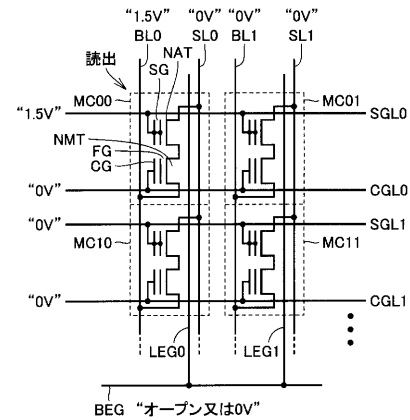 “1.5V” “0V” “0V” “0V”
BL0 SL0 BL1 SL1
読出 NAT
SG
MC00 MC01
“1.5V” SGL0
NMT
FG
CG
“0V” CGL0
“0V” SGL1
MC10 MC11
“0V” CGL1
LEG0 LEG1
BEG “オープン又は0V”